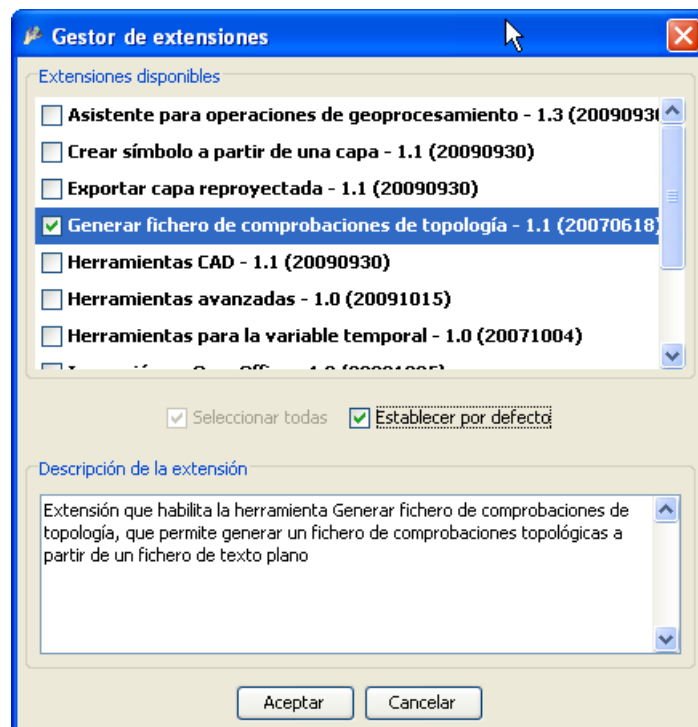 Gestor de extensiones
Extensiones disponibles
Asistente para operaciones de geoprocesamiento - 1.3 (20090930
Crear símbolo a partir de una capa - 1.1 (20090930)
Exportar capa reproyectada - 1.1 (20090930)
Generar fichero de comprobaciones de topología - 1.1 (20070618)
Herramientas CAD - 1.1 (20090930)
Herramientas avanzadas - 1.0 (20091015)
Herramientas para la variable temporal - 1.0 (20071004)
Seleccionar todas Establecer por defecto
Descripción de la extensión
Extensión que habilita la herramienta Generar fichero de comprobaciones de
topología, que permite generar un fichero de comprobaciones topológicas a
partir de un fichero de texto plano
Aceptar Cancelar